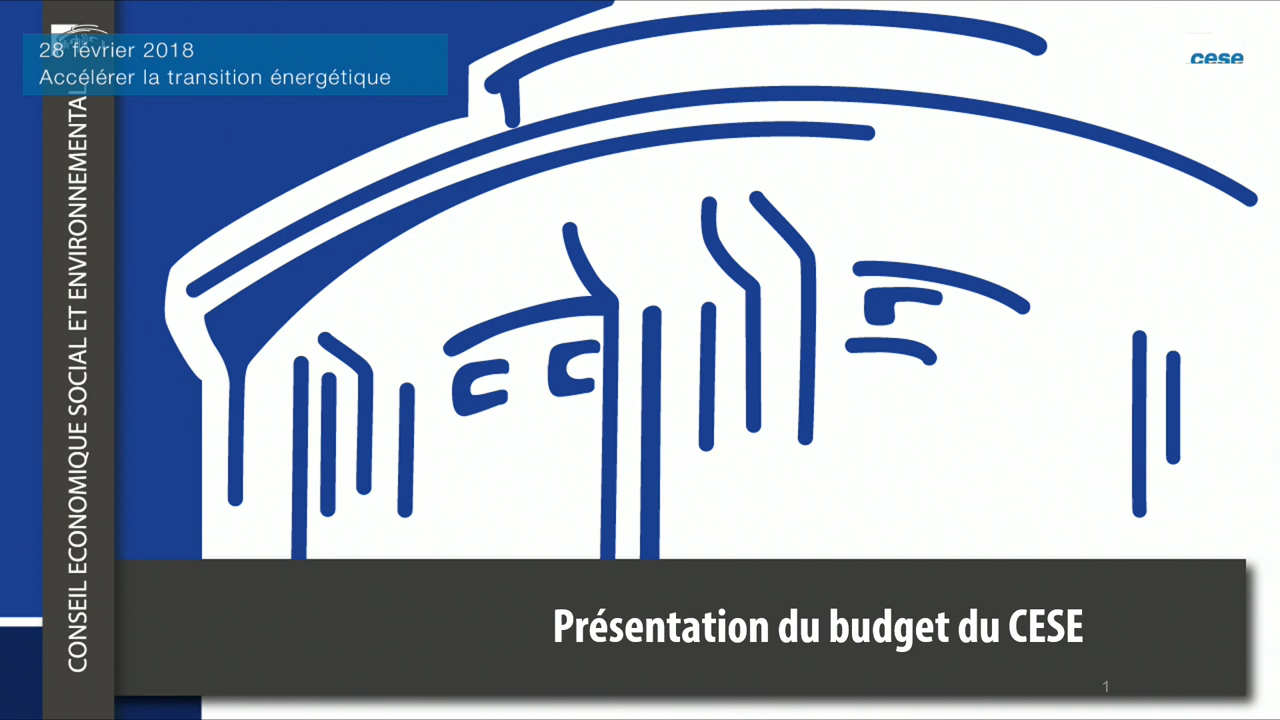 28 février 2018
Accélérer la transition énergétique
cese
CONSEIL ECONOMIQUE SOCIAL ET ENVIRONNEMENTAL
Présentation du budget du CESE
1